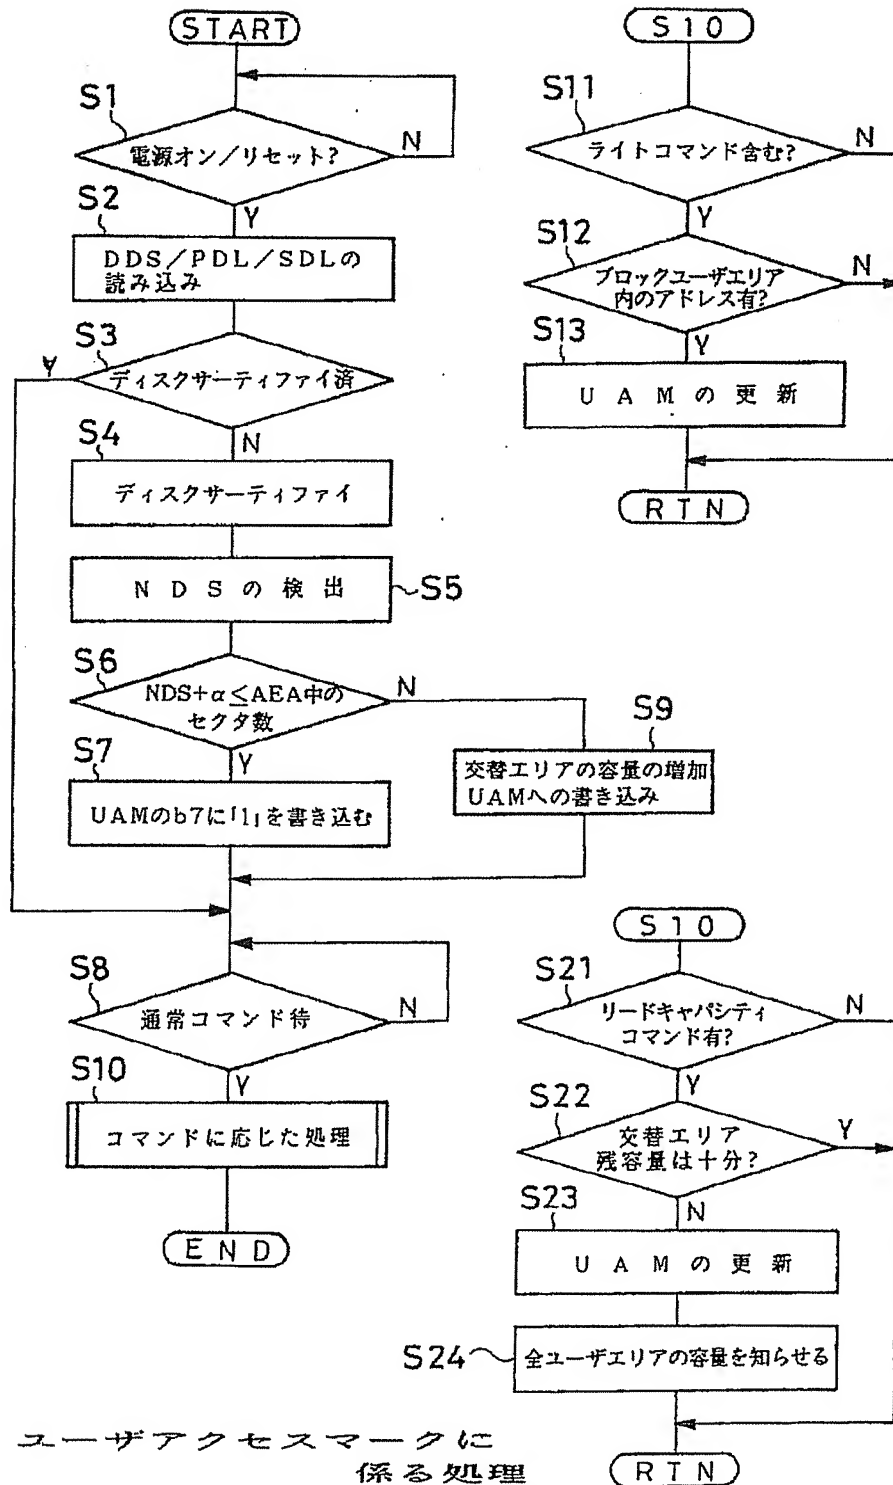 START
S1
電源オン/リセット?
N
Y
S2
DDS/PDL/SDLの
読み込み
S3
Y
ディスクサーティファイ済
N
S4
ディスクサーティファイ
NDSの検出
S5
S6
NDS+α≤AEA中の
セクタ数
N
Y
S7
UAMのb7に「1」を書き込む
S9
交替エリアの容量の増加
UAMへの書き込み
S8
通常コマンド待
N
Y
S10
コマンドに応じた処理
END
S10
S11
ライトコマンド含む?
N
Y
S12
ブロックユーザエリア
内のアドレス有?
N
Y
S13
UAMの更新
RTN
S10
S21
リードキャパシティ
コマンド有?
N
Y
S22
交替エリア
残容量は十分?
Y
N
S23
UAMの更新
S24
全ユーザエリアの容量を知らせる
RTN
ユーザアクセスマークに
係る処理